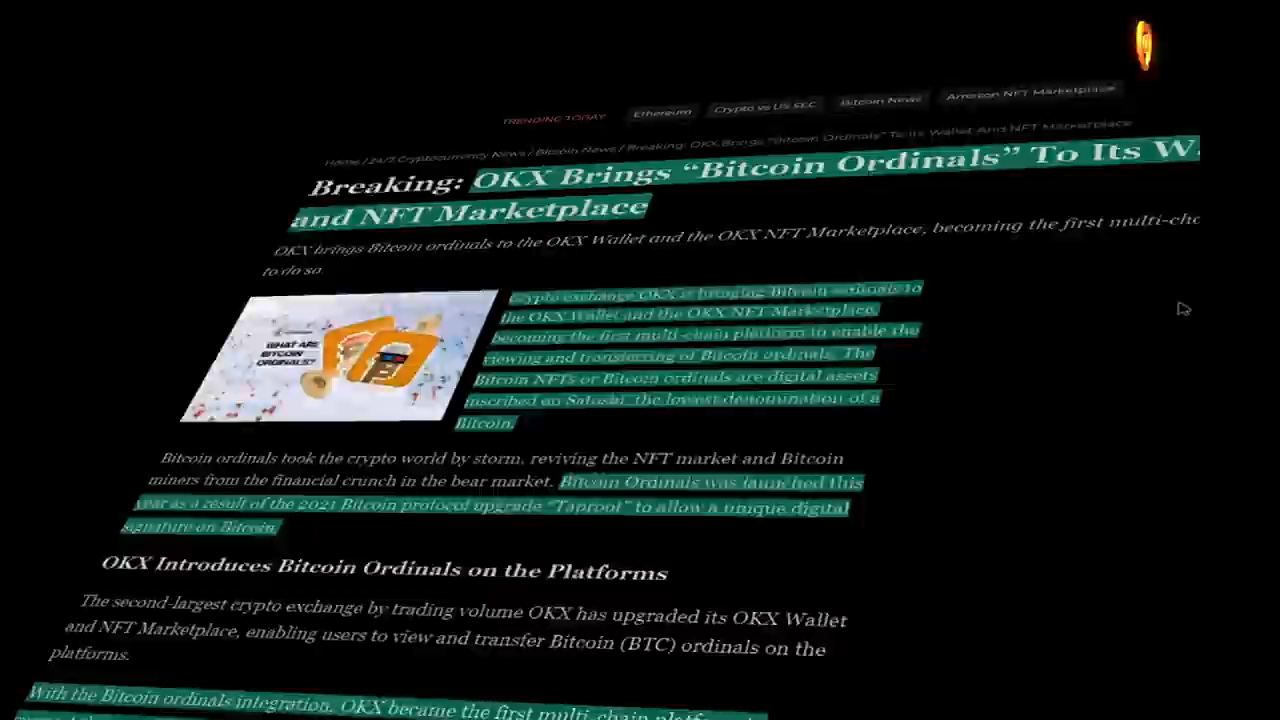 TRENDING TODAY Ethereum Crypto vs US SEC Bitcoin News Amazon NFT Marketplace
Home / 24/7 Cryptocurrency News / Bitcoin News / Breaking: OKX Brings "Bitcoin Ordinals" To Its Wallet And NFT Marketplace
Breaking: OKX Brings “Bitcoin Ordinals” To Its W
and NFT Marketplace
OKX brings Bitcoin ordinals to the OKX Wallet and the OKX NFT Marketplace, becoming the first multi-cha
to do so.
WHAT ARE
BITCOIN
ORDINALS?
Crypto exchange OKX is bringing Bitcoin ordinals to
the OKX Wallet and the OKX NFT Marketplace,
becoming the first multi-chain platform to enable the
viewing and transferring of Bitcoin ordinals. The
Bitcoin NFTs or Bitcoin ordinals are digital assets
inscribed on Satoshi, the lowest denomination of a
Bitcoin.
Bitcoin ordinals took the crypto world by storm, reviving the NFT market and Bitcoin
miners from the financial crunch in the bear market. Bitcoin Ordinals was launched this
year as a result of the 2021 Bitcoin protocol upgrade “Taproot” to allow a unique digital
signature on Bitcoin.
OKX Introduces Bitcoin Ordinals on the Platforms
The second-largest crypto exchange by trading volume OKX has upgraded its OKX Wallet
and NFT Marketplace, enabling users to view and transfer Bitcoin (BTC) ordinals on the
platforms.
With the Bitcoin ordinals integration, OKX became the first multi-chain platform